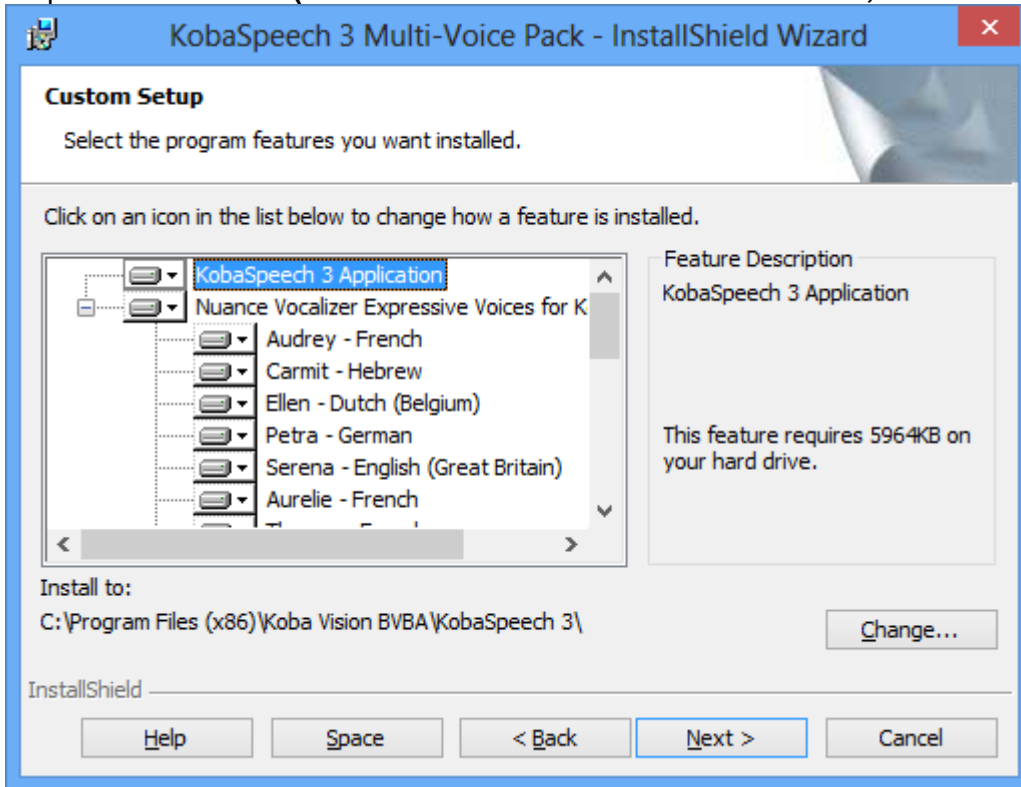 KobaSpeech 3 Multi-Voice Pack - InstallShield Wizard
Custom Setup
Select the program features you want installed.
Click on an icon in the list below to change how a feature is installed.
KobaSpeech 3 Application
Nuance Vocalizer Expressive Voices for K
Audrey - French
Carmit - Hebrew
Ellen - Dutch (Belgium)
Petra - German
Serena - English (Great Britain)
Aurelie - French
Feature Description
KobaSpeech 3 Application
This feature requires 5964KB on
your hard drive.
Install to:
C:\Program Files (x86)\Koba Vision BVBA\KobaSpeech 3\
Change...
InstallShield
Help
Space
< Back
Next >
Cancel